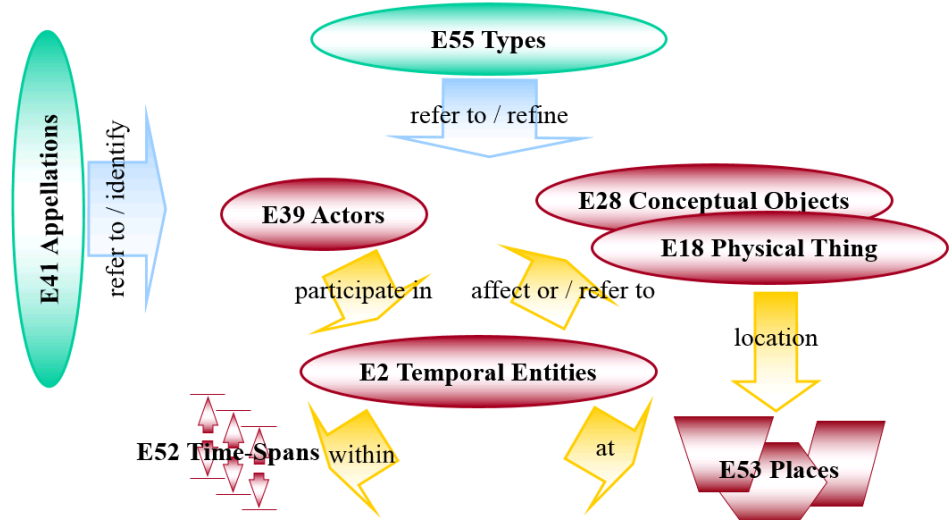 E55 Types
refer to / refine
E41 Appellations
refer to / identify
E39 Actors
E28 Conceptual Objects
E18 Physical Thing
participate in
affect or / refer to
location
E2 Temporal Entities
E52 Time-Spans
within
at
E53 Places